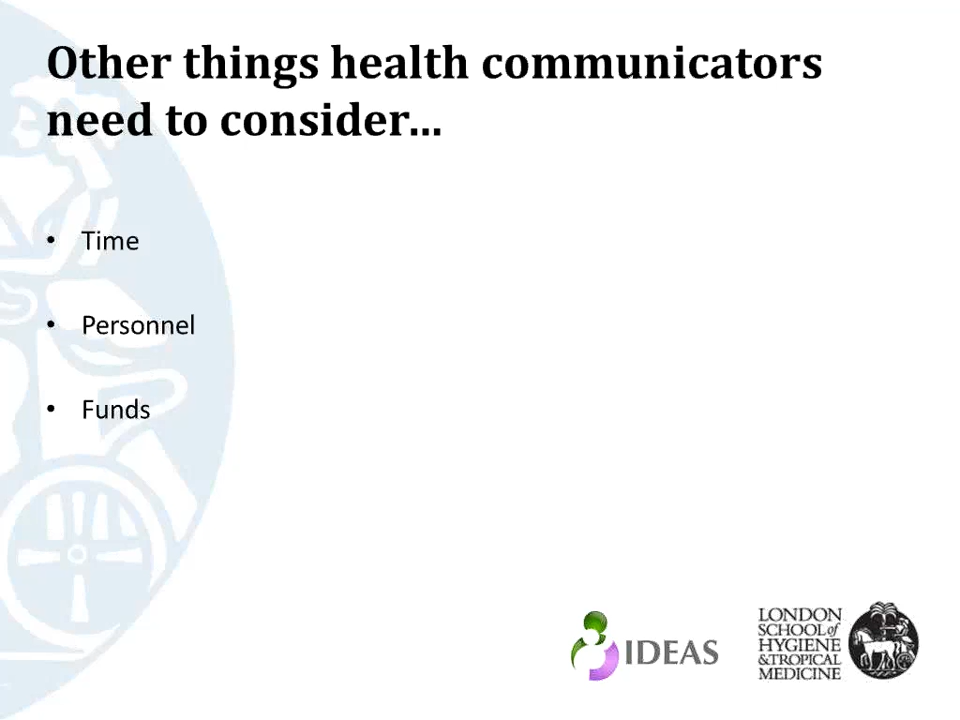 Other things health communicators
need to consider...
• Time
• Personnel
• Funds
IDEAS
LONDON
SCHOOL of
HYGIENE
& TROPICAL
MEDICINE